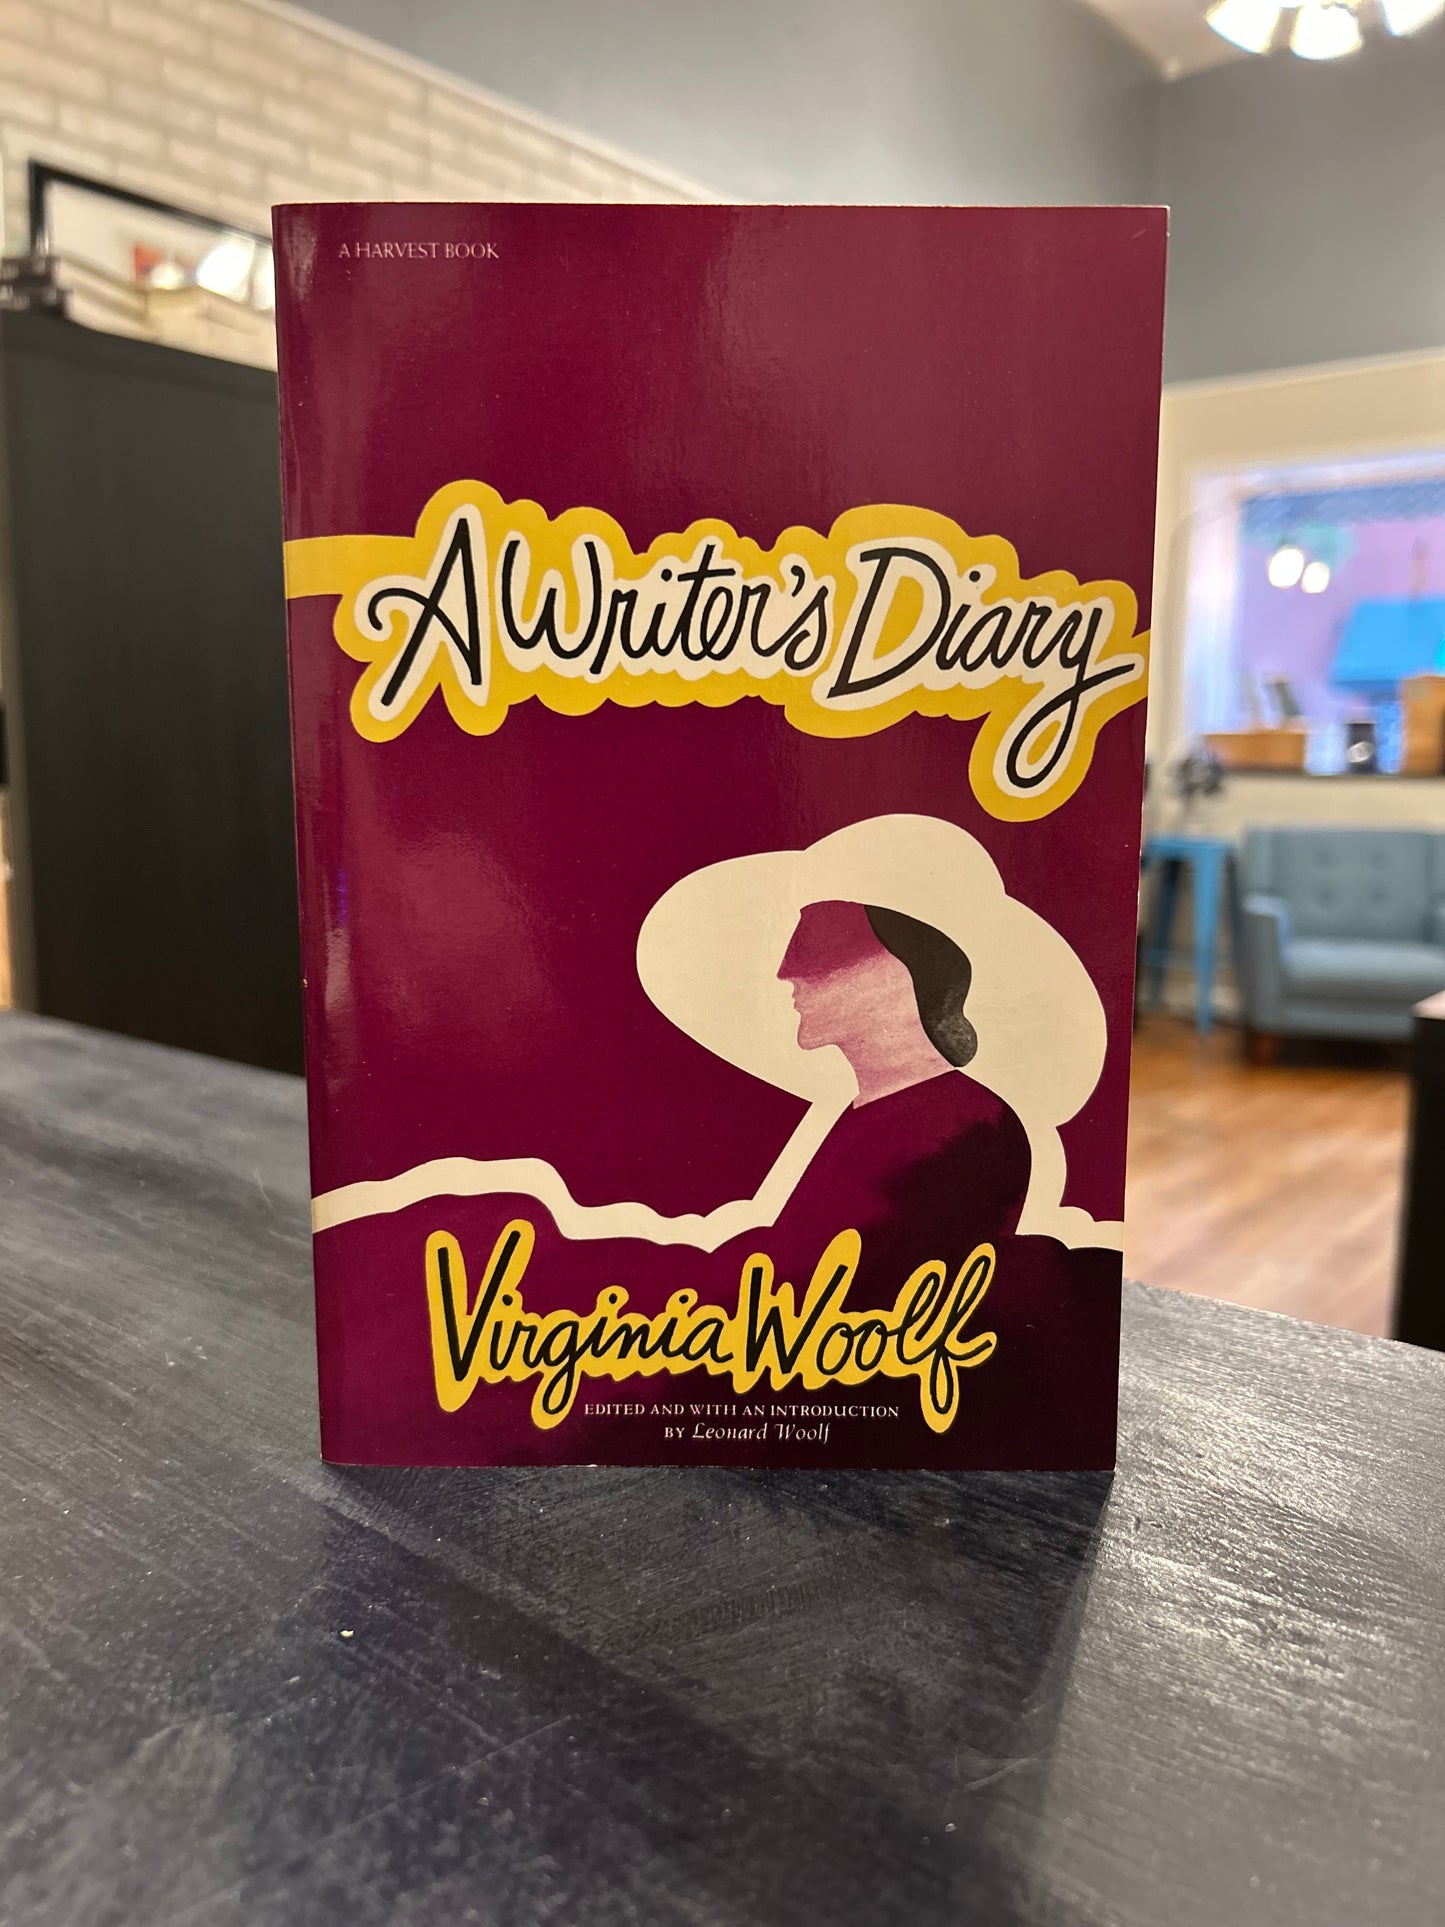 A HARVEST BOOK
A Writer's Diary
Virginia Woolf
EDITED AND WITH AN INTRODUCTION
BY Leonard Woolf